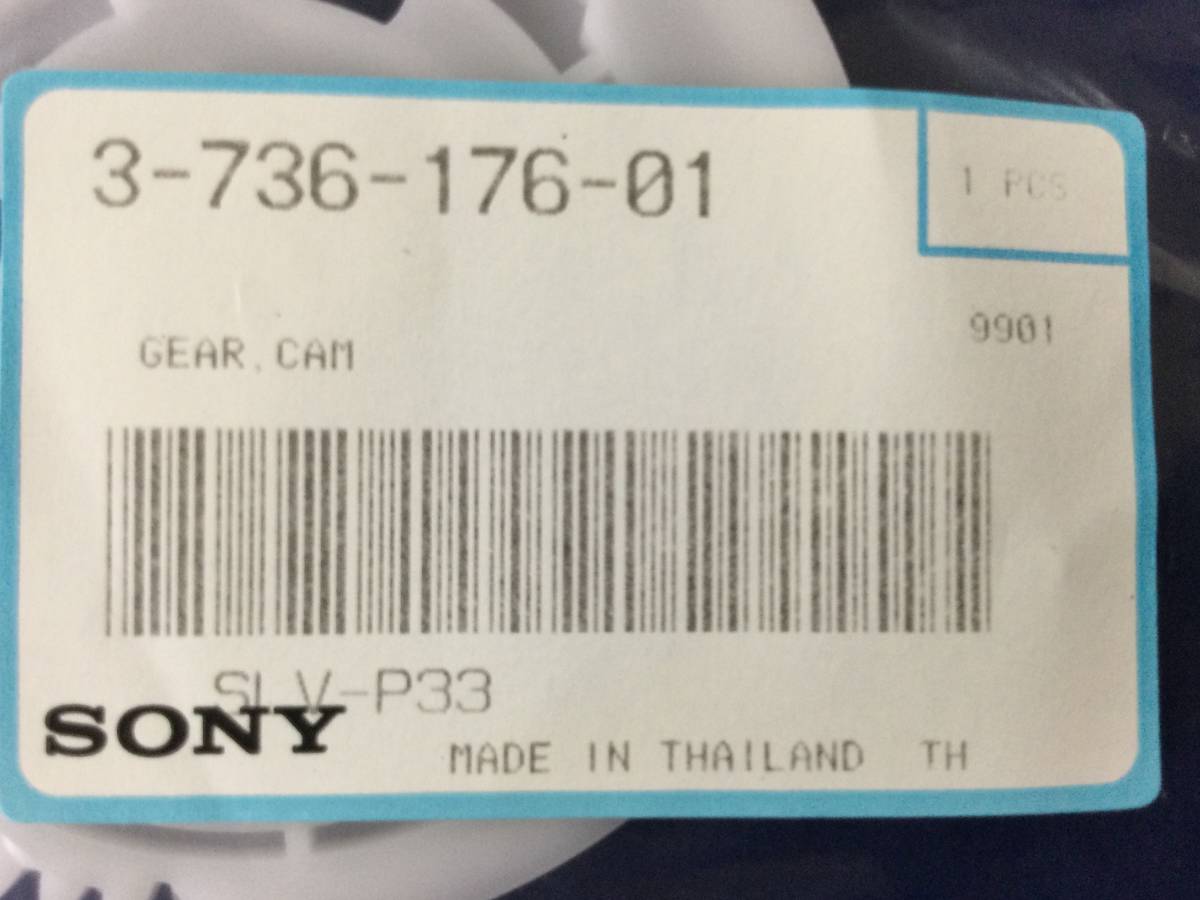 3-736-176-01
1 PCS
9901
GEAR, CAM
SLV-P33
SONY
MADE IN THAILAND TH